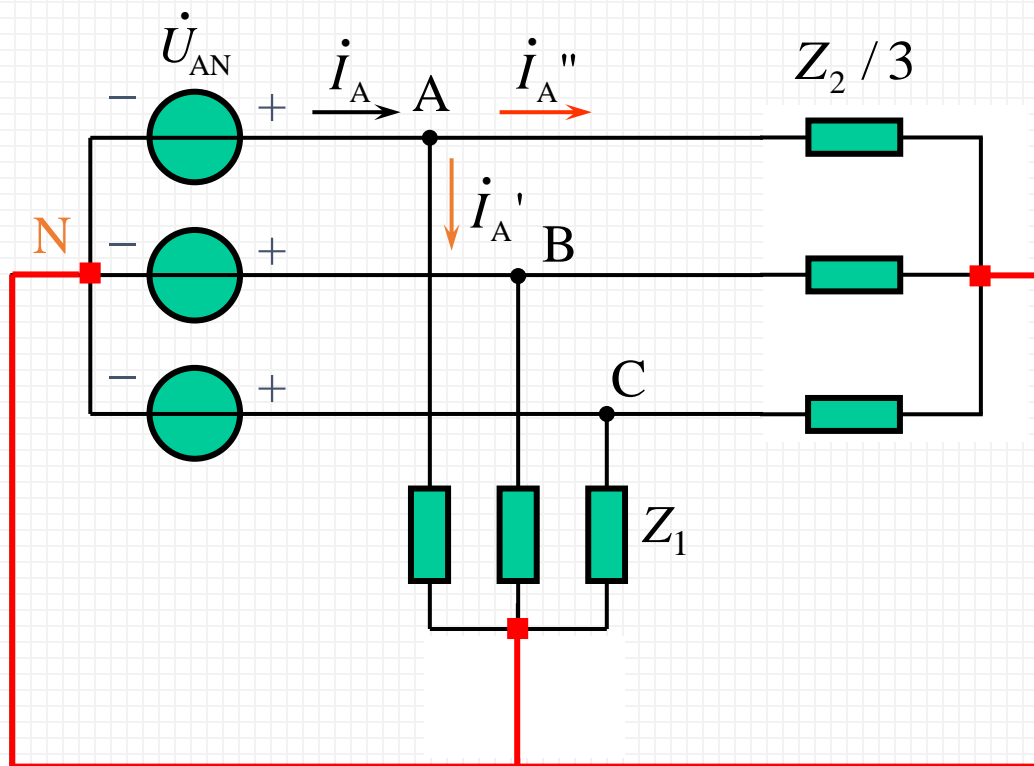 U̇AN
− + İA A İA" Z2 / 3
İA'
N − + B
− + C
Z1